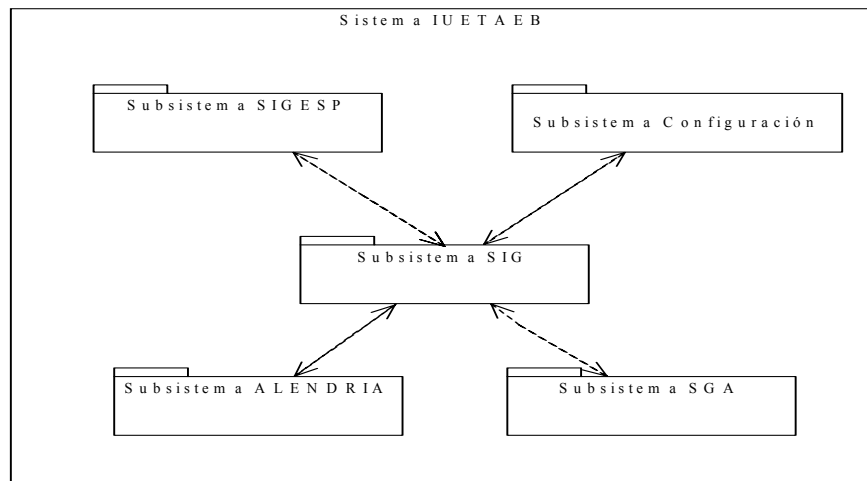 Sistema IUETAEB
Subsistema SIGESP
Subsistema Configuración
Subsistema SIG
Subsistema ALENDRIA
Subsistema SGA